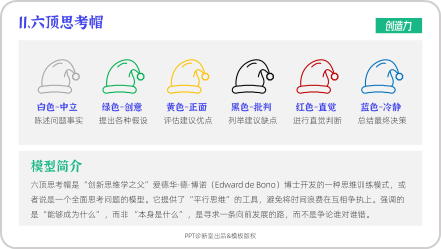 11.六顶思考帽
创造力
白色-中立 绿色-创意 黄色-正面 黑色-批判 红色-直觉 蓝色-冷静
陈述问题事实 提出各种假设 评估建议优点 列举建议缺点 进行直觉判断 总结最终决策
模型简介
六顶思考帽是“创新思维学之父”爱德华·德·博诺（Edward de Bono）博士开发的一种思维训练模式，或
者说是一个全面思考问题的模型。它提供了“平行思维”的工具，避免将时间浪费在互相争执上。强调的
是“能够成为什么”，而非“本身是什么”，是寻求一条向前发展的路，而不是争论谁对谁错。
PPT诊断室出品&模板版权